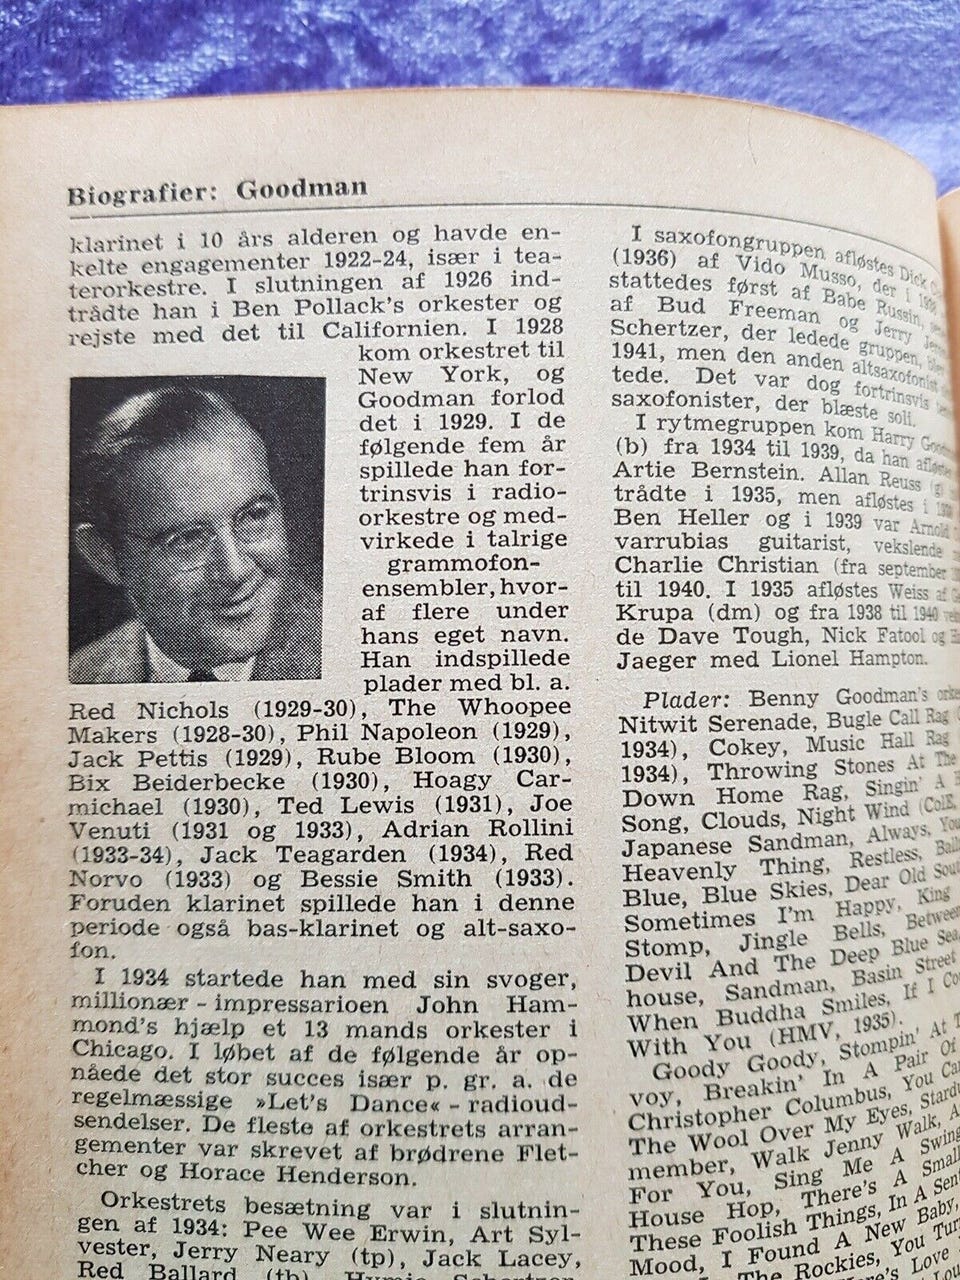 Biografier: Goodman
klarinet i 10 års alderen og havde en-
kelte engagementer 1922-24, især i tea-
terorkestre. I slutningen af 1926 ind-
trådte han i Ben Pollack's orkester og
rejste med det til Californien. I 1928
kom orkestret til
New York, og
Goodman forlod
det i 1929. I de
følgende fem år
spillede han for-
trinsvis i radio-
orkestre og med-
virkede i talrige
grammofon-
ensembler, hvor-
af flere under
hans eget navn.
Han indspillede
plader med bl. a.
Red Nichols (1929-30), The Whoopee
Makers (1928-30), Phil Napoleon (1929),
Jack Pettis (1929), Rube Bloom (1930),
Bix Beiderbecke (1930), Hoagy Car-
michael (1930), Ted Lewis (1931), Joe
Venuti (1931 og 1933), Adrian Rollini
(1933-34), Jack Teagarden (1934), Red
Norvo (1933) og Bessie Smith (1933).
Foruden klarinet spillede han i denne
periode også bas-klarinet og alt-saxo-
fon.
I 1934 startede han med sin svoger,
millionær - impressarioen John Ham-
mond's hjælp et 13 mands orkester i
Chicago. I løbet af de følgende år op-
nåede det stor succes især p. gr. a. de
regelmæssige »Let's Dance« - radioud-
sendelser. De fleste af orkestrets arran-
gementer var skrevet af brødrene Flet-
cher og Horace Henderson.
Orkestrets besætning var i slutnin-
gen af 1934: Pee Wee Erwin, Art Syl-
vester, Jerry Neary (tp), Jack Lacey,
Red Ballard (tb), Hymie
I saxofongruppen afløstes Dick
(1936) af Vido Musso, der i
stattedes først af Babe Russin,
af Bud Freeman og Jerry
Schertzer, der ledede gruppen,
1941, men den anden altsaxofonist
tede. Det var dog fortrinsvis
saxofonister, der blæste soli.
I rytmegruppen kom Harry
(b) fra 1934 til 1939, da han
Artie Bernstein. Allan Reuss (g)
trådte i 1935, men afløstes i
Ben Heller og i 1939 var Arnold
varrubias guitarist, vekslende
Charlie Christian (fra september
til 1940. I 1935 afløstes Weiss af
Krupa (dm) og fra 1938 til 1940
de Dave Tough, Nick Fatool og
Jaeger med Lionel Hampton.
Plader: Benny Goodman's
Nitwit Serenade, Bugle Call Rag
1934), Cokey, Music Hall Rag
1934), Throwing Stones At The
Down Home Rag, Singin' A
Song, Clouds, Night Wind
Japanese Sandman, Always,
Heavenly Thing, Restless,
Blue, Blue Skies, Dear Old
Sometimes I'm Happy, King
Stomp, Jingle Bells, Between
Devil And The Deep Blue Sea,
house, Sandman, Basin Street
When Buddha Smiles, If I
With You (HMV, 1935).
Goody Goody, Stompin' At
voy, Breakin' In A Pair Of
Christopher Columbus, You
The Wool Over My Eyes,
member, Walk Jenny Walk,
For You, Sing Me A Swing
House Hop, There's A Small
These Foolish Things, In A
Mood, I Found A New Baby,
The Rockies, You
Love